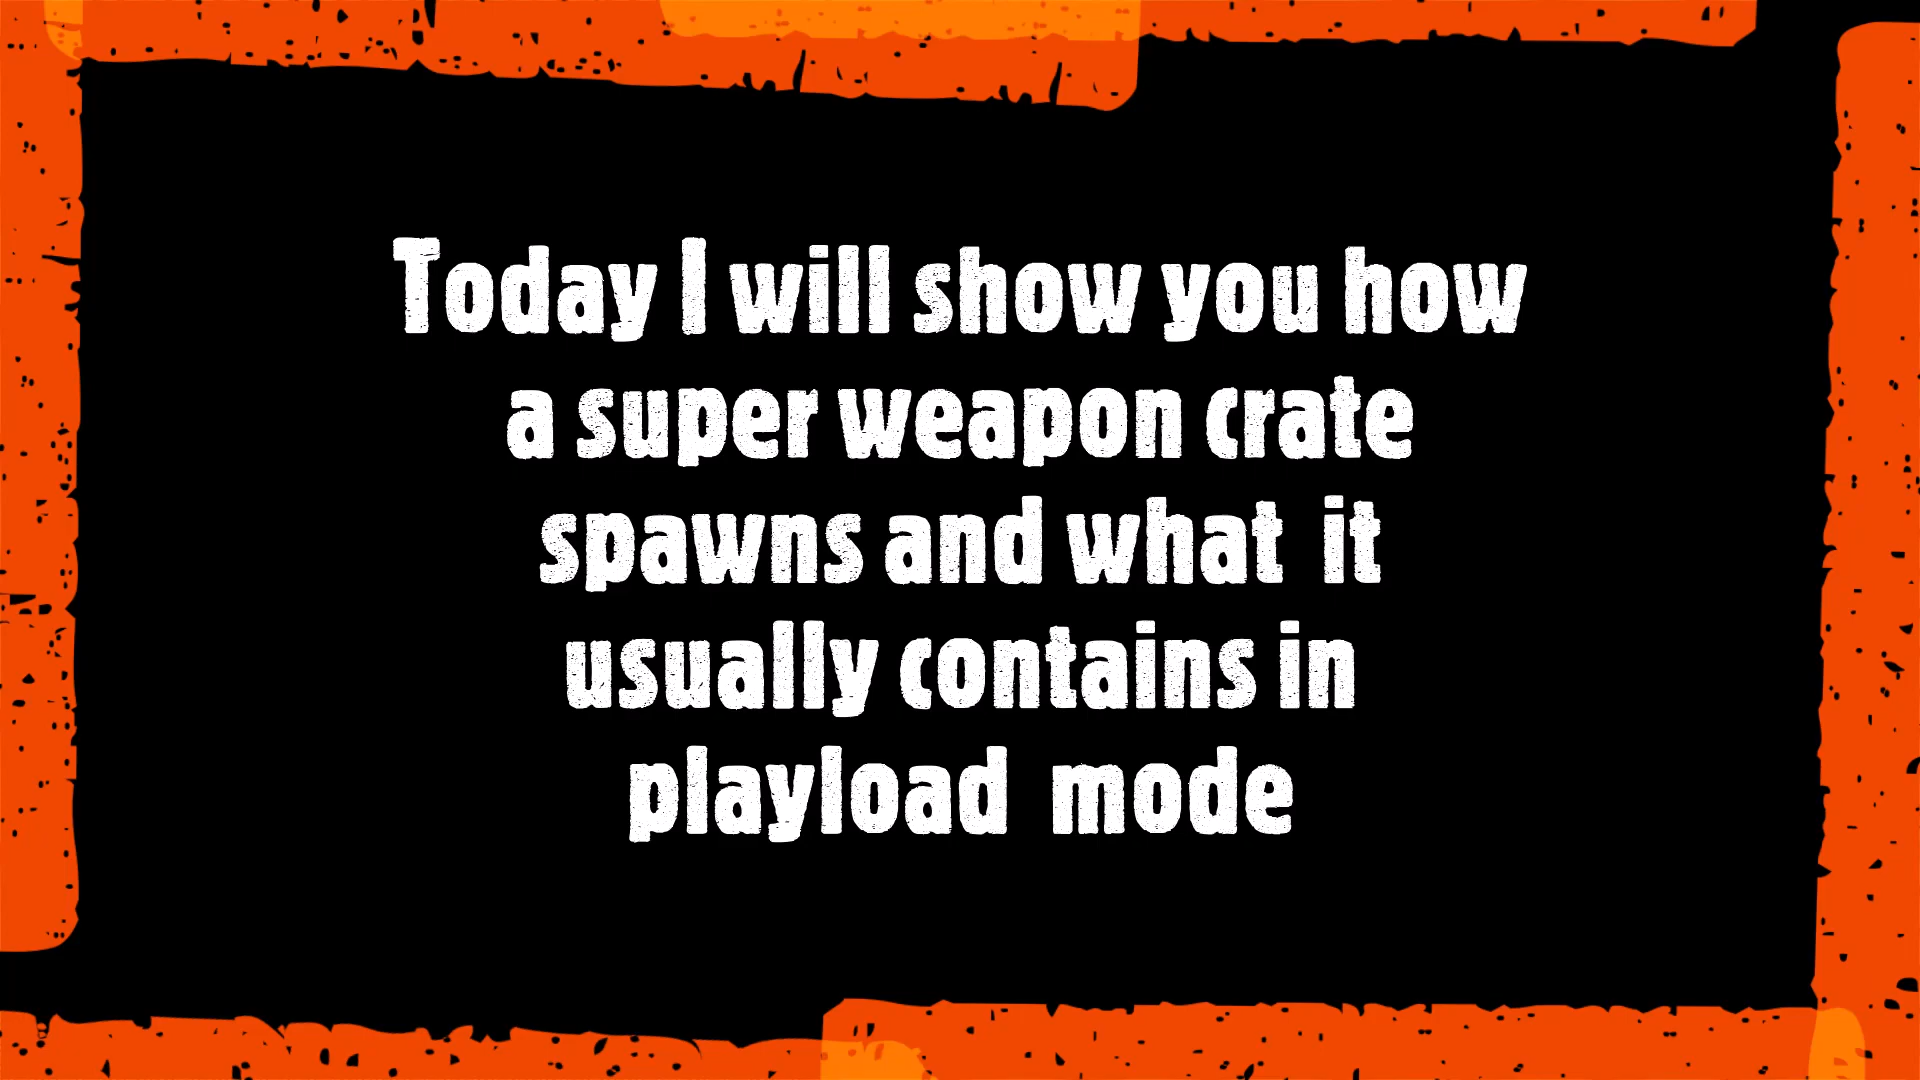 Today I will show you how
a super weapon crate
spawns and what it
usually contains in
playload mode